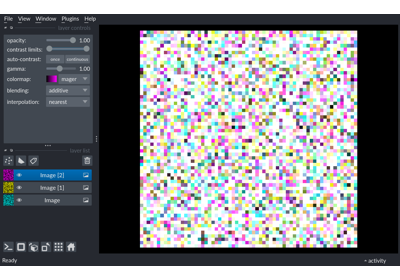 File View Window Plugins Help
layer controls
opacity: 1.00
contrast limits:
auto-contrast: once continuous
gamma: 1.00
colormap: mager
blending: additive
interpolation: nearest
layer list
Image [2]
Image [1]
Image
Ready activity